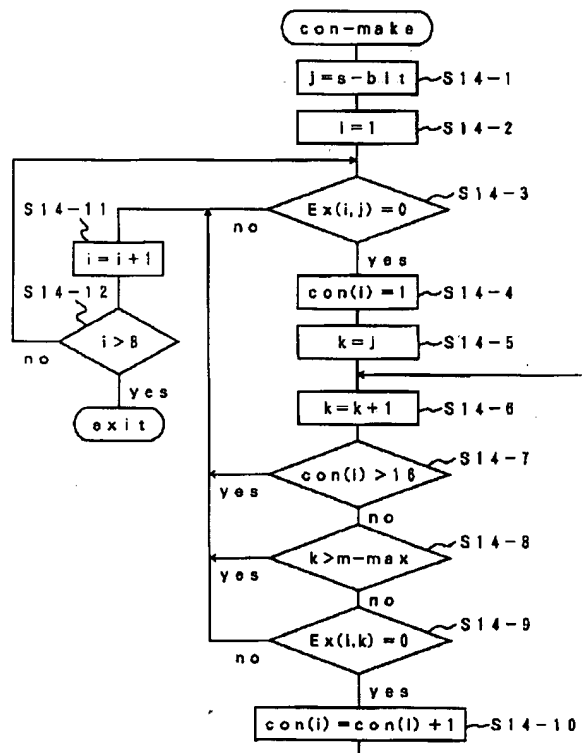 con-make
j=s-bit
S14-1
i=1
S14-2
Ex(i,j)=0
S14-3
no
yes
S14-11
i=i+1
S14-12
i>8
no
yes
exit
con(i)=1
S14-4
k=j
S14-5
k=k+1
S14-6
con(i)>16
S14-7
yes
no
k>m-max
S14-8
yes
no
Ex(i,k)=0
S14-9
no
yes
con(i)=con(i)+1
S14-10